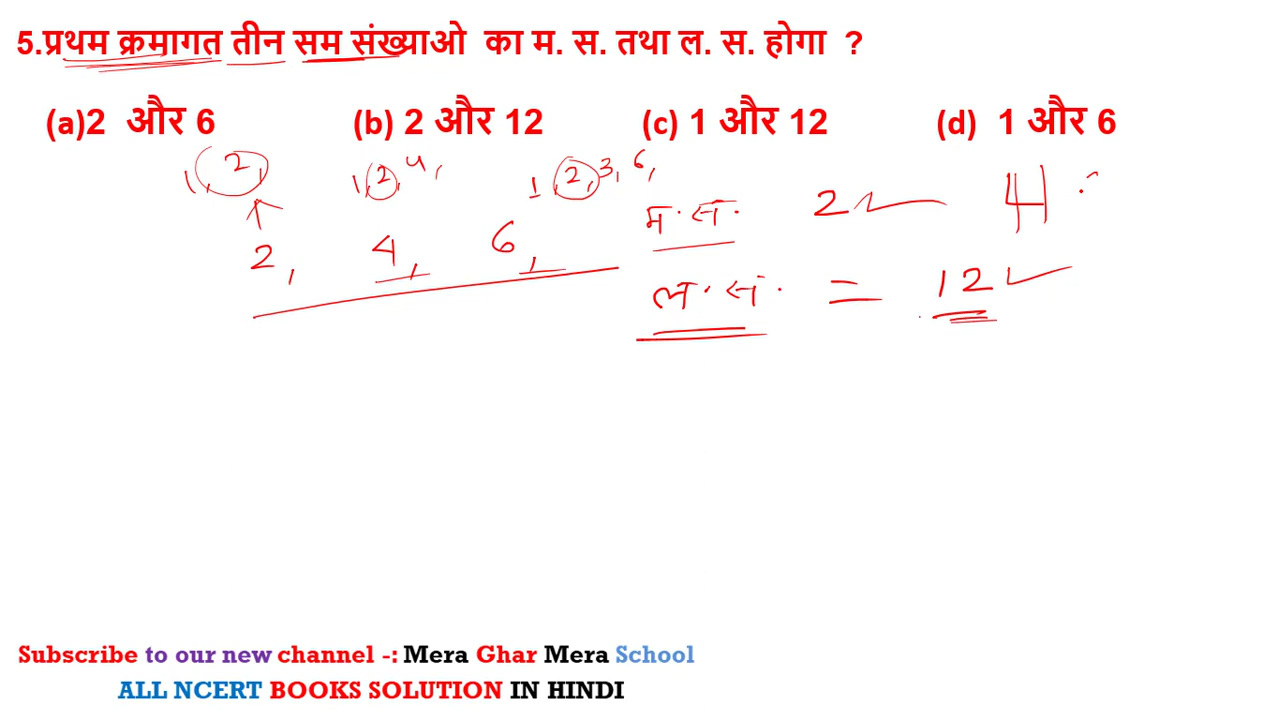 5.प्रथम क्रमागत तीन सम संख्याओ का म. स. तथा ल. स. होगा ?
(a)2 और 6 (b) 2 और 12 (c) 1 और 12 (d) 1 और 6
1, 2, 1, 2, 4, 1, 2, 3, 6,
म. स. 2
2, 4, 6,
ल. स. = 12
Subscribe to our new channel -: Mera Ghar Mera School
ALL NCERT BOOKS SOLUTION IN HINDI